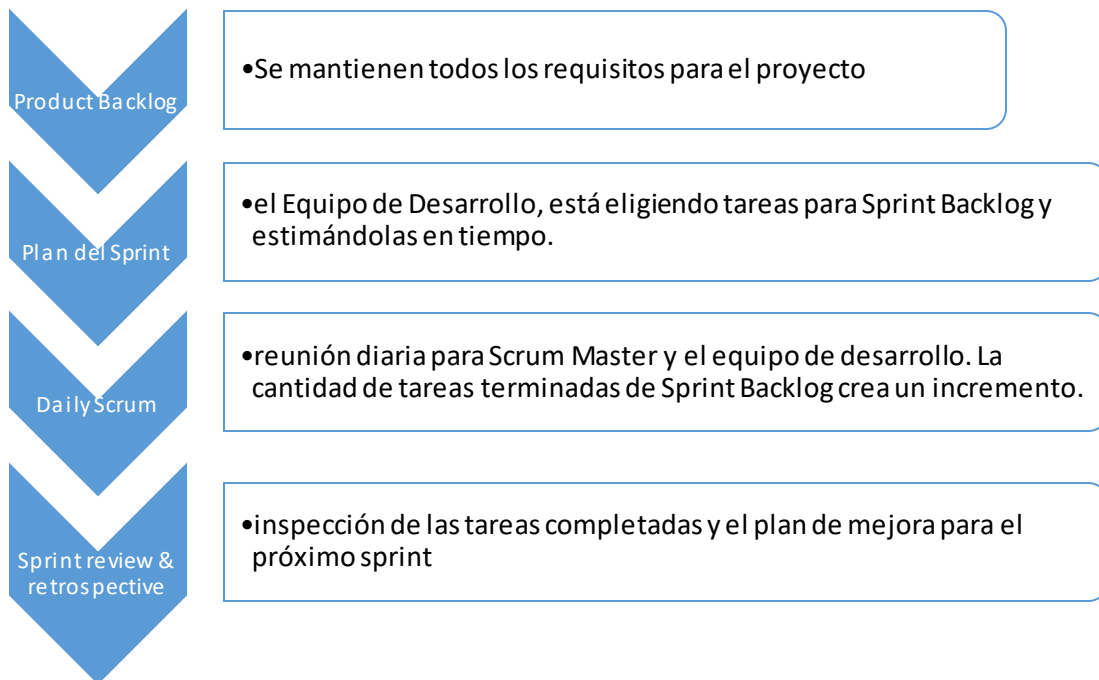 Product Backlog
•Se mantienen todos los requisitos para el proyecto
Plan del Sprint
•el Equipo de Desarrollo, está eligiendo tareas para Sprint Backlog y
estimándolas en tiempo.
Daily Scrum
•reunión diaria para Scrum Master y el equipo de desarrollo. La
cantidad de tareas terminadas de Sprint Backlog crea un incremento.
Sprint review &
retrospective
•inspección de las tareas completadas y el plan de mejora para el
próximo sprint